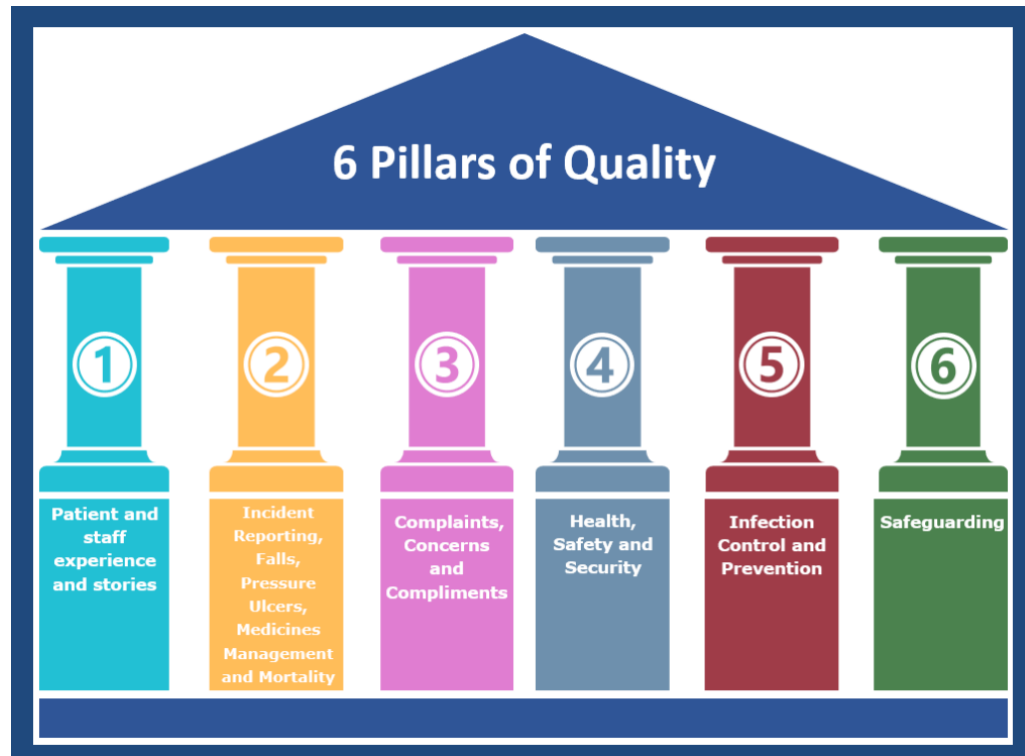 6 Pillars of Quality
1
2
3
4
5
6
Patient and
staff
experience
and stories
Incident
Reporting,
Falls,
Pressure
Ulcers,
Medicines
Management
and Mortality
Complaints,
Concerns
and
Compliments
Health,
Safety and
Security
Infection
Control and
Prevention
Safeguarding